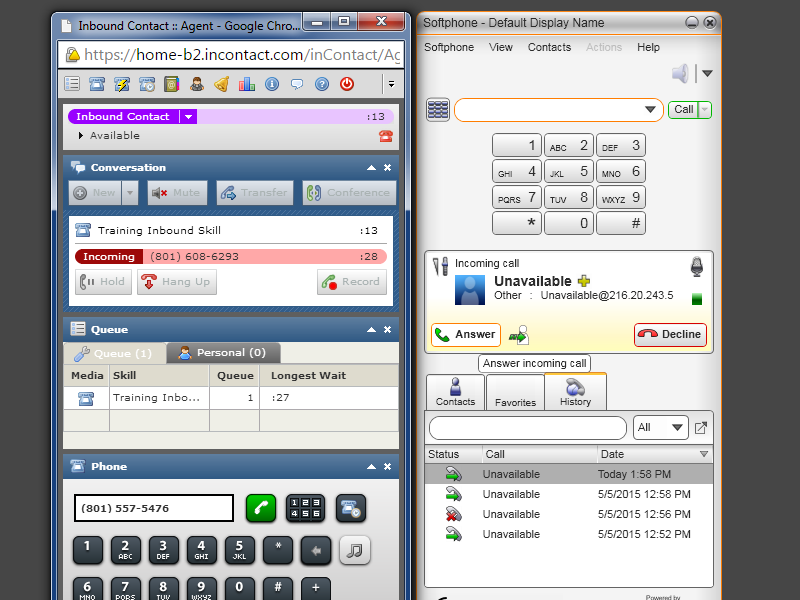 Inbound Contact :: Agent - Google Chro...
https://home-b2.incontact.com/inContact/Ag
Inbound Contact :13
Available
Conversation
New Mute Transfer Conference
Training Inbound Skill :13
Incoming (801) 608-6293 :28
Hold Hang Up Record
Queue
Queue (1) Personal (0)
Media Skill Queue Longest Wait
Training Inbo... 1 :27
Phone
(801) 557-5476
1 2 3 4 5 *
ABC DEF GHI JKL
6 7 8 9 0 # +
MNO PQRS TUV WXYZ
Softphone - Default Display Name
Softphone View Contacts Actions Help
Call
1 ABC 2 DEF 3
GHI 4 JKL 5 MNO 6
PQRS 7 TUV 8 WXYZ 9
* 0 #
Incoming call
Unavailable
Other : Unavailable@216.20.243.5
Answer Decline
Answer incoming call
Contacts Favorites History
All
Status Call Date
Unavailable Today 1:58 PM
Unavailable 5/5/2015 12:58 PM
Unavailable 5/5/2015 12:56 PM
Unavailable 5/5/2015 12:52 PM
Powered by